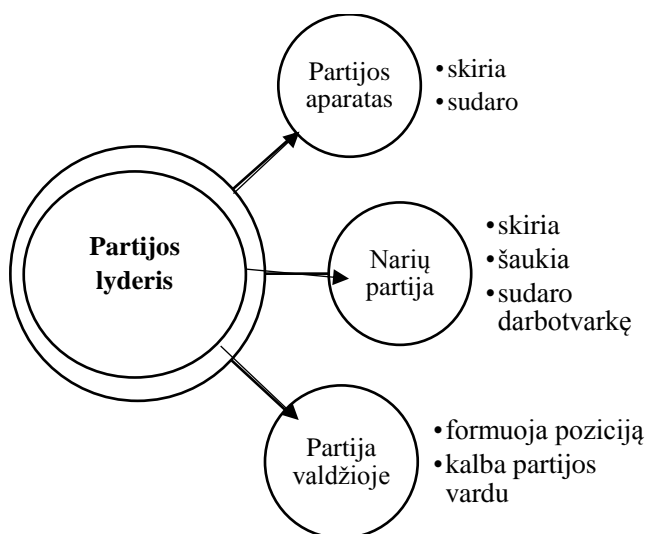 Partijos
aparatas
•skiria
•sudaro
Partijos
lyderis
Narių
partija
•skiria
•šaukia
•sudaro
darbotvarkę
Partija
valdžioje
•formuoja poziciją
•kalba partijos
vardu